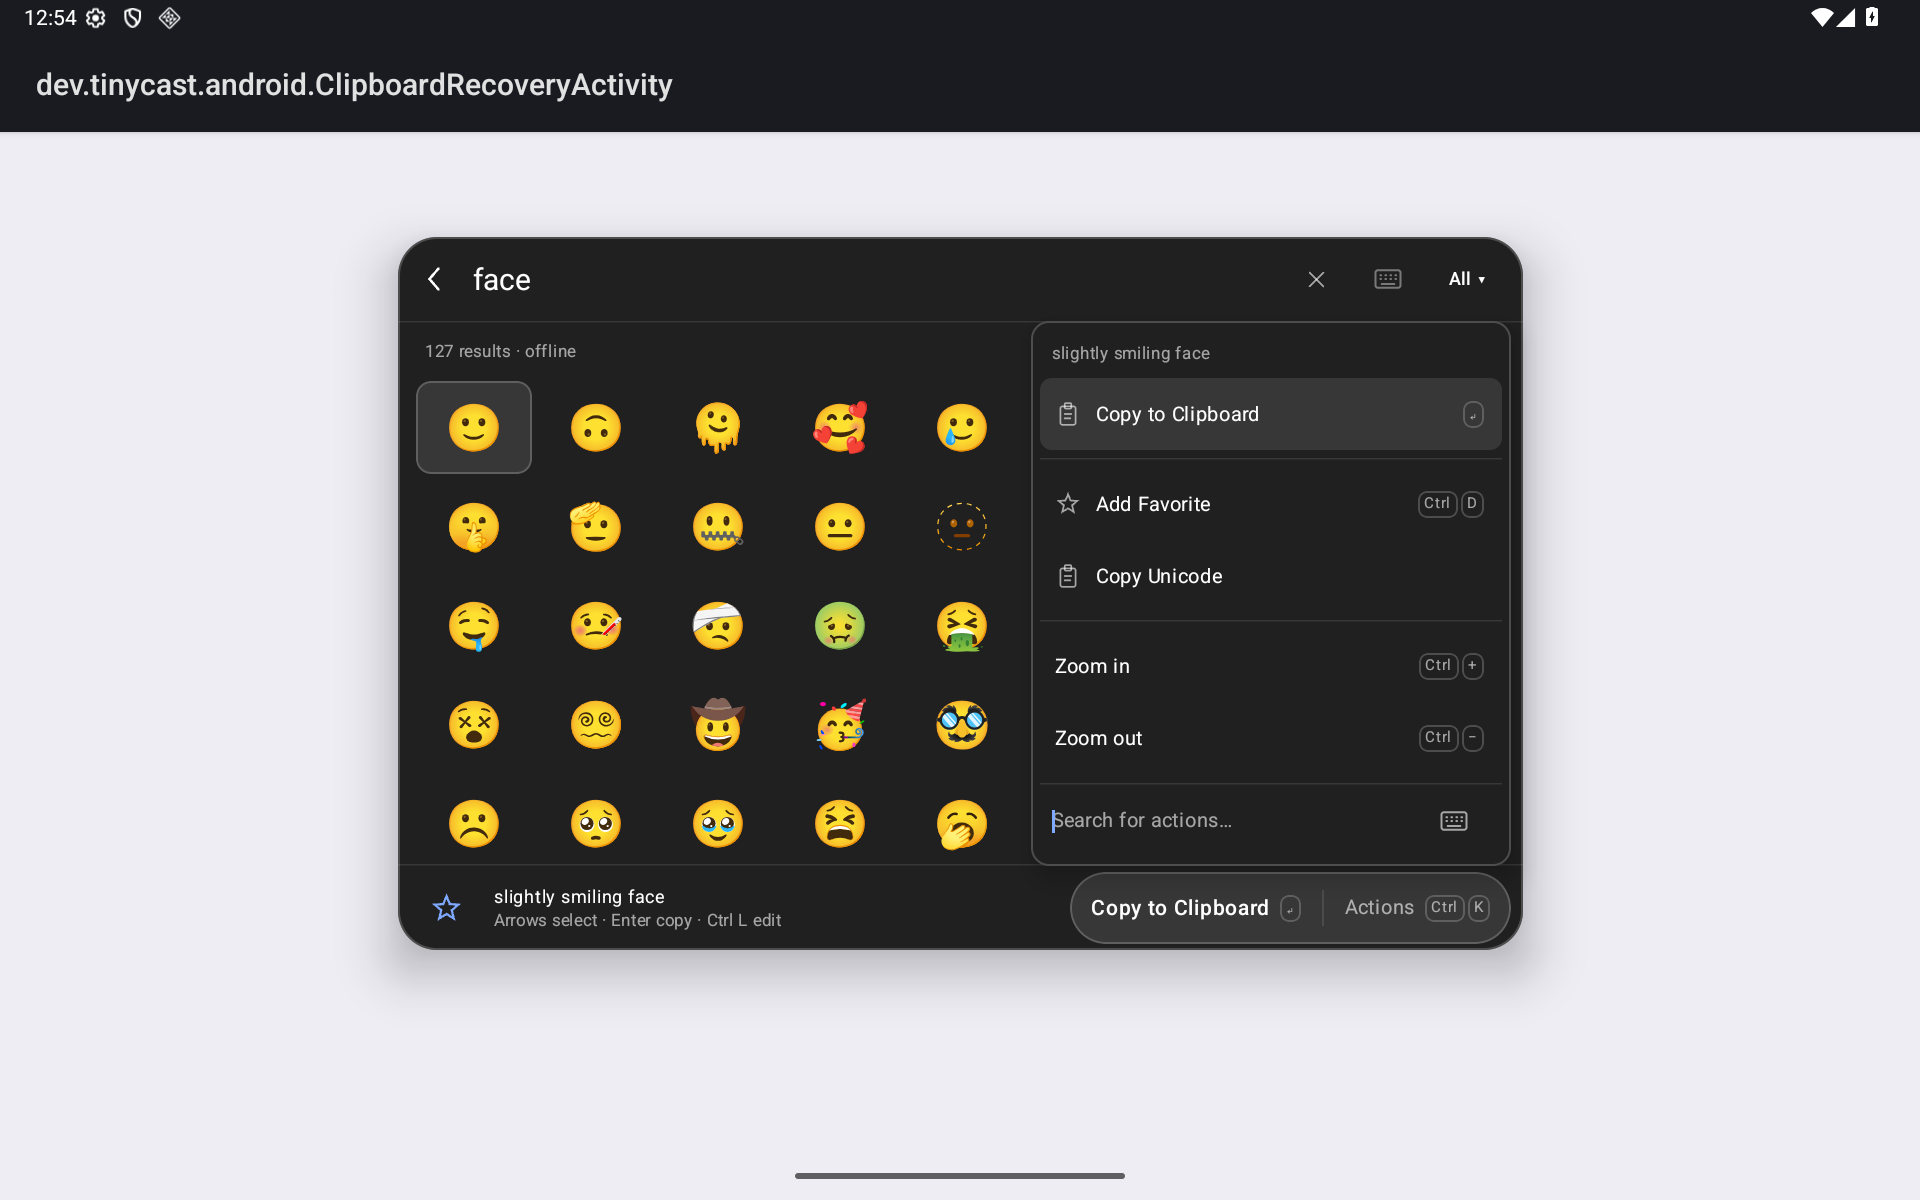 12:54
dev.tinycast.android.ClipboardRecoveryActivity
face
All ▾
127 results · offline
slightly smiling face
Copy to Clipboard ↵
Add Favorite Ctrl D
Copy Unicode
Zoom in Ctrl +
Zoom out Ctrl −
Search for actions…
slightly smiling face
Arrows select · Enter copy · Ctrl L edit
Copy to Clipboard ↵ Actions Ctrl K